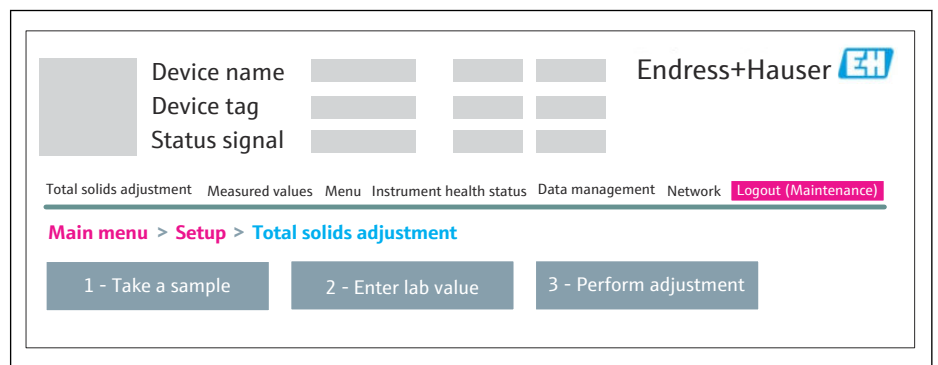 Device name
Endress+Hauser EH
Device tag
Status signal
Total solids adjustment Measured values Menu Instrument health status Data management Network Logout (Maintenance)
Main menu > Setup > Total solids adjustment
1 - Take a sample
2 - Enter lab value
3 - Perform adjustment